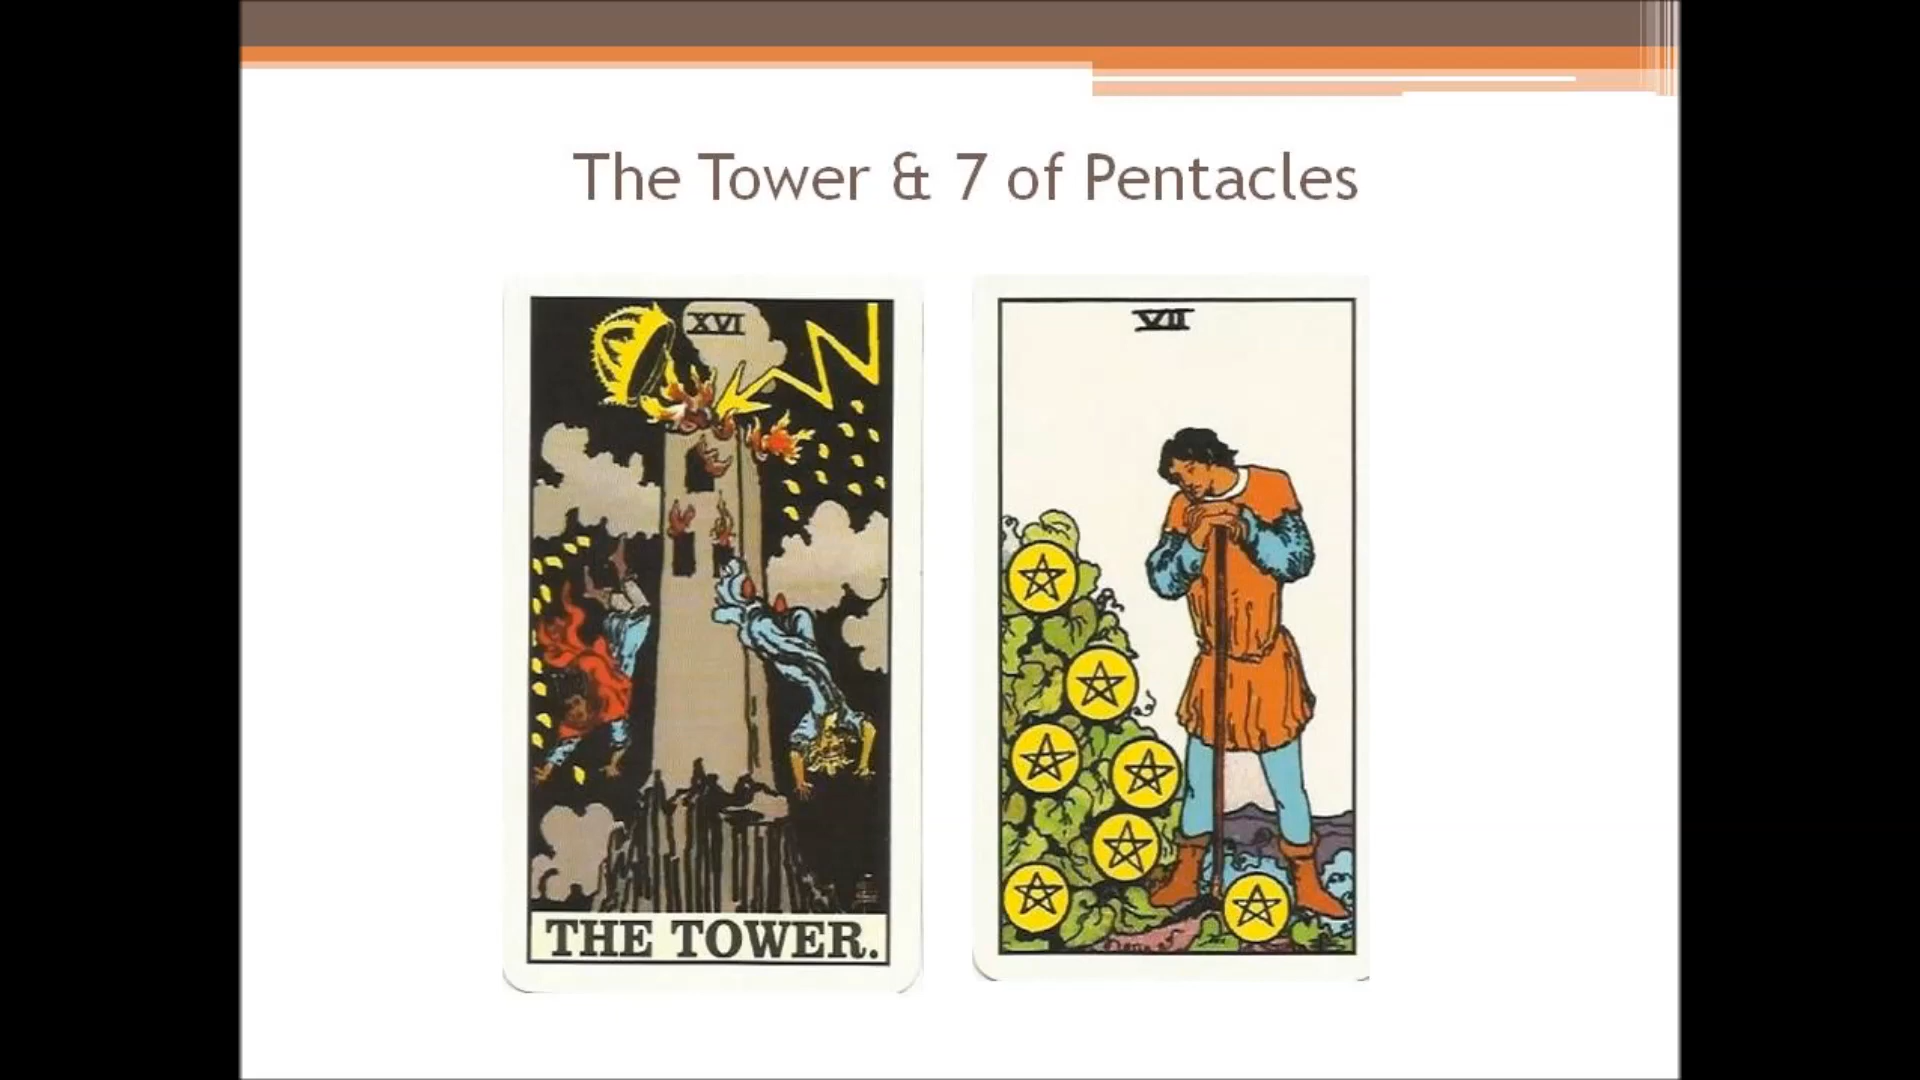 The Tower & 7 of Pentacles
XVI
VII
THE TOWER.